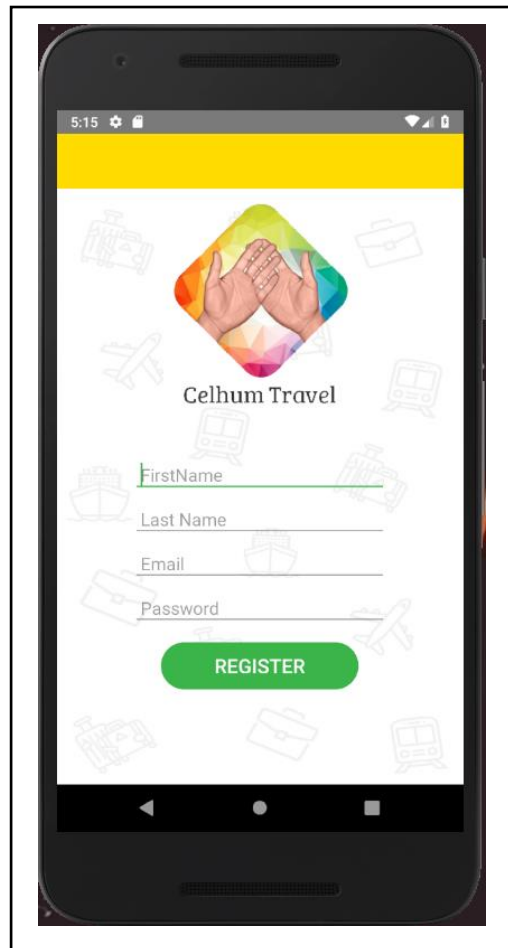 5:15
Celhum Travel
FirstName
Last Name
Email
Password
REGISTER